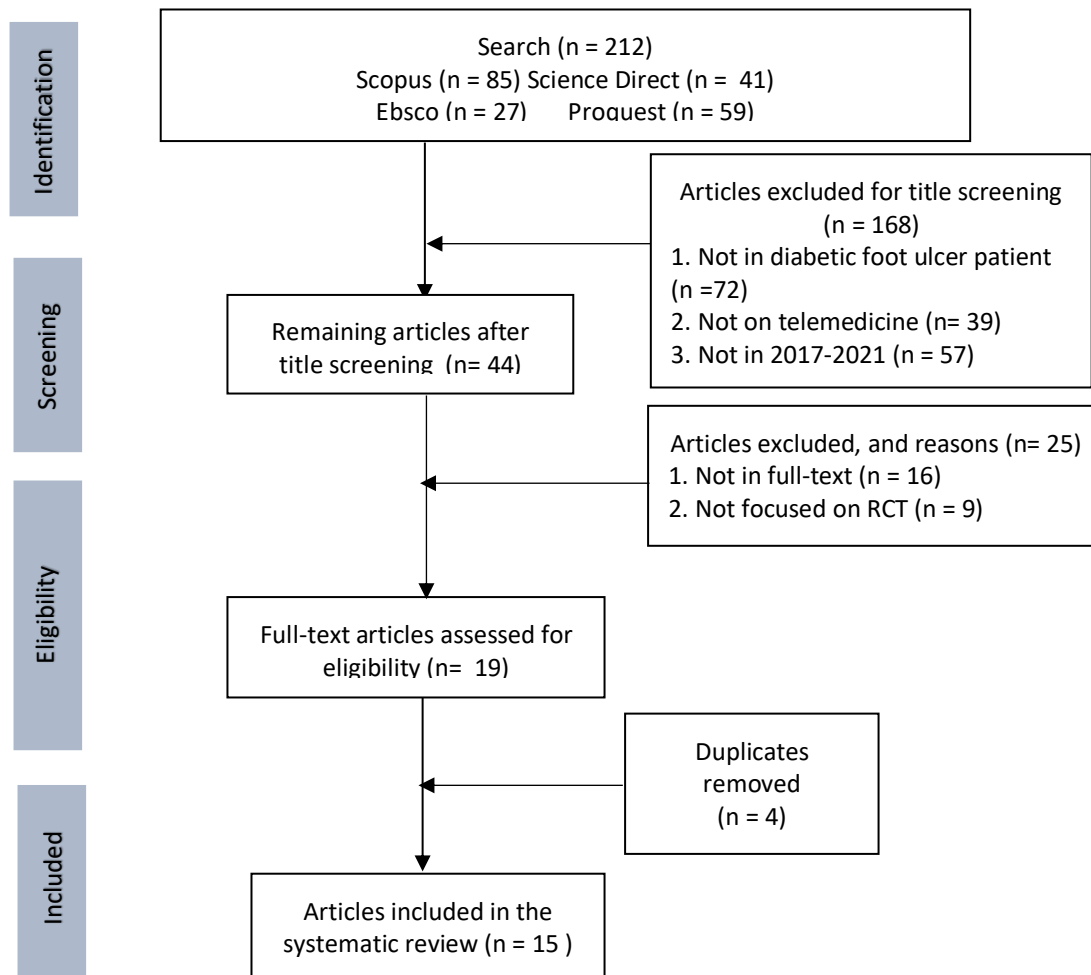 Identification
Search (n = 212)
Scopus (n = 85) Science Direct (n = 41)
Ebsco (n = 27) Proquest (n = 59)
Articles excluded for title screening
(n = 168)
1. Not in diabetic foot ulcer patient
(n =72)
2. Not on telemedicine (n= 39)
3. Not in 2017-2021 (n = 57)
Screening
Remaining articles after
title screening (n= 44)
Articles excluded, and reasons (n= 25)
1. Not in full-text (n = 16)
2. Not focused on RCT (n = 9)
Eligibility
Full-text articles assessed for
eligibility (n= 19)
Duplicates
removed
(n = 4)
Included
Articles included in the
systematic review (n = 15 )